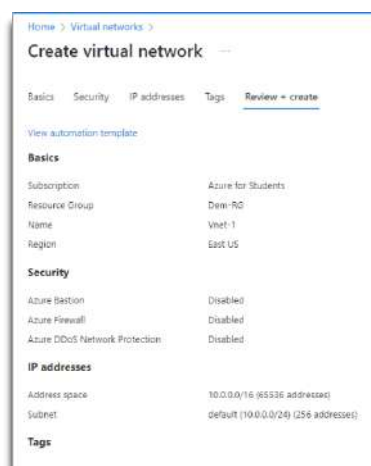 Home > Virtual networks >
Create virtual network ...
Basics Security IP addresses Tags Review + create
View automation template
Basics
Subscription Azure for Students
Resource Group Dem-RG
Name Vnet-1
Region East US
Security
Azure Bastion Disabled
Azure Firewall Disabled
Azure DDoS Network Protection Disabled
IP addresses
Address space 10.0.0.0/16 (65536 addresses)
Subnet default (10.0.0.0/24) (256 addresses)
Tags